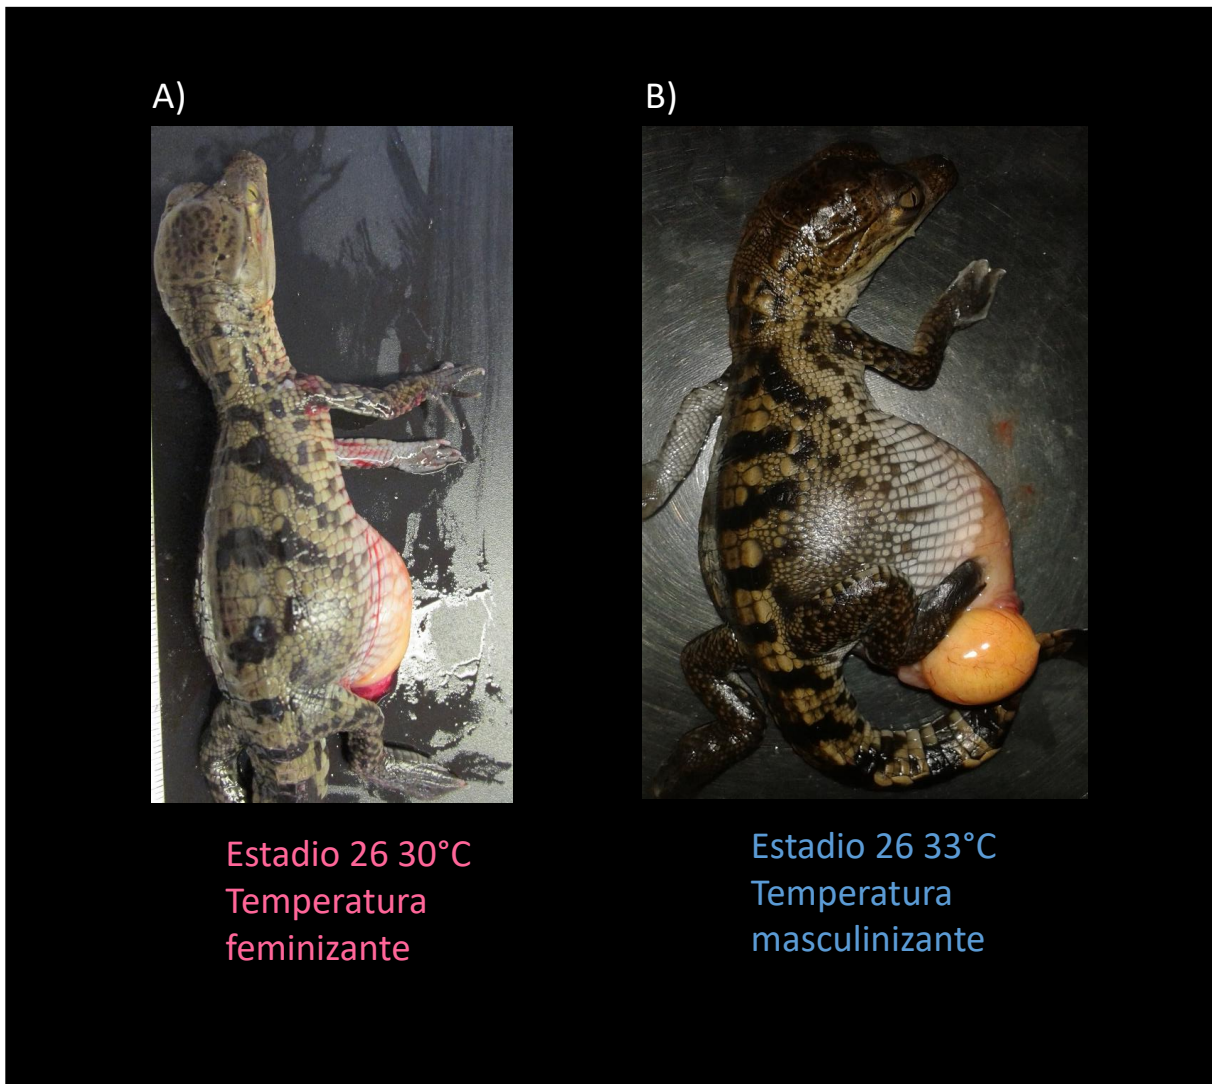 A)
B)
Estadio 26 30°C
Temperatura
feminizante
Estadio 26 33°C
Temperatura
masculinizante